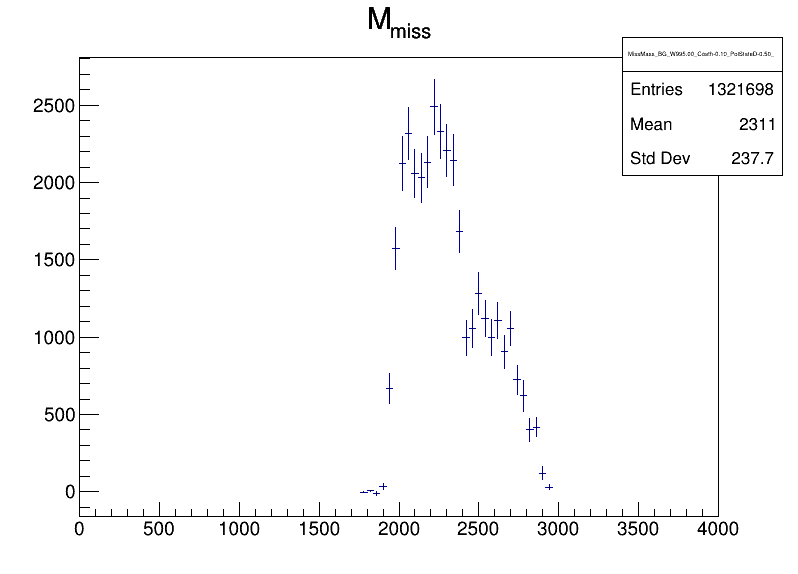 M_miss
MissMass_BG_W995.00_Costh-0.10_PolStateD-0.50_
Entries 1321698
Mean 2311
Std Dev 237.7
2500
2000
1500
1000
500
0
0 500 1000 1500 2000 2500 3000 3500 4000